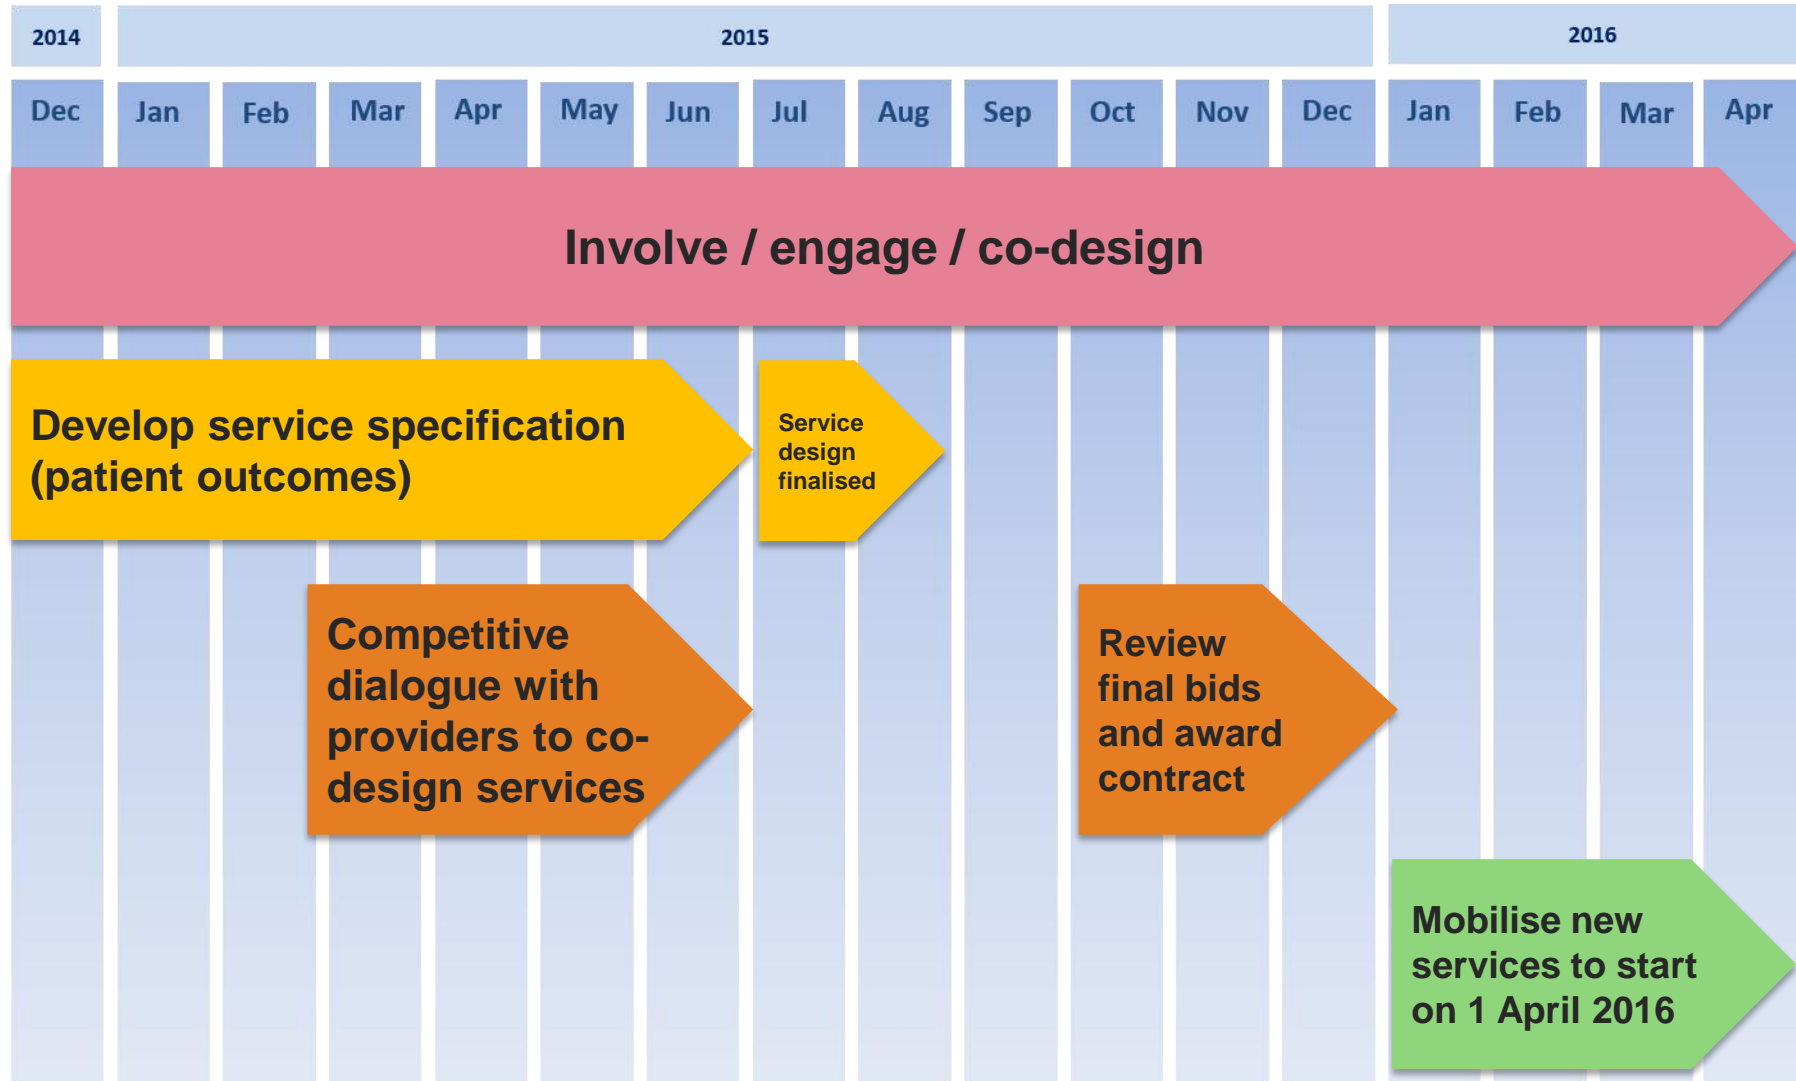 2014
2015
2016
Dec
Jan
Feb
Mar
Apr
May
Jun
Jul
Aug
Sep
Oct
Nov
Dec
Jan
Feb
Mar
Apr
Involve / engage / co-design
Develop service specification
(patient outcomes)
Service
design
finalised
Competitive
dialogue with
providers to co-
design services
Review
final bids
and award
contract
Mobilise new
services to start
on 1 April 2016